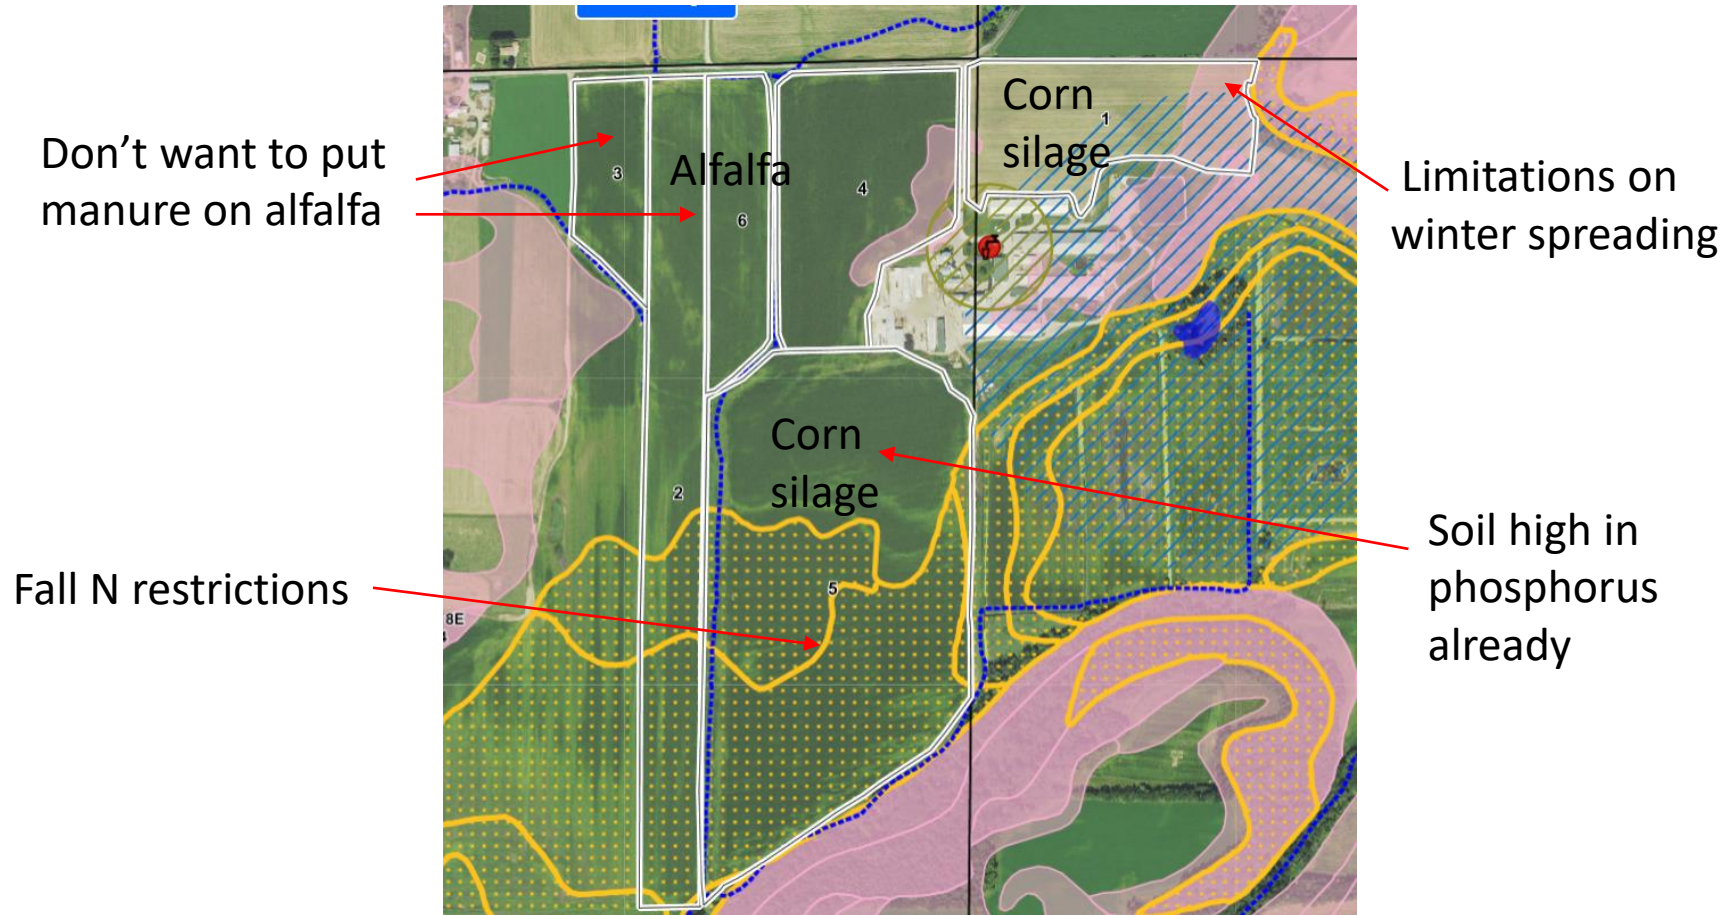 Don’t want to put
manure on alfalfa
Fall N restrictions
Alfalfa
Corn
silage
Corn
silage
Limitations on
winter spreading
Soil high in
phosphorus
already
1
2
3
4
5
6
8E